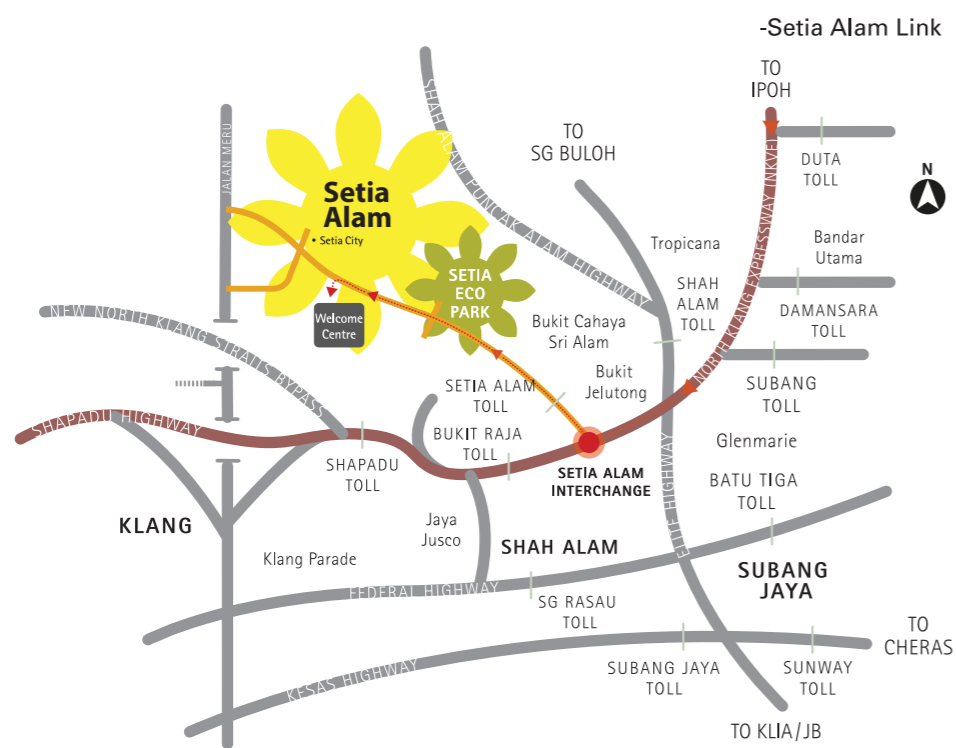 -Setia Alam Link
TO
IPOH
DUTA
TOLL
N
TO
SG BULOH
SHAH ALAM PUNCAK ALAM HIGHWAY
JALAN MERU
Setia
Alam
• Setia City
SETIA
ECO
PARK
Welcome
Centre
Tropicana
Bandar
Utama
SHAH
ALAM
TOLL
DAMANSARA
TOLL
NORTH KLANG EXPRESSWAY (NKVE)
Bukit Cahaya
Sri Alam
Bukit
Jelutong
SUBANG
TOLL
NEW NORTH KLANG STRAITS BYPASS
SETIA ALAM
TOLL
BUKIT RAJA
TOLL
SHAPADU HIGHWAY
SHAPADU
TOLL
SETIA ALAM
INTERCHANGE
Glenmarie
BATU TIGA
TOLL
ELITE HIGHWAY
KLANG
Jaya
Jusco
SHAH ALAM
Klang Parade
SUBANG
JAYA
FEDERAL HIGHWAY
SG RASAU
TOLL
TO
CHERAS
SUBANG JAYA
TOLL
SUNWAY
TOLL
KESAS HIGHWAY
TO KLIA/JB